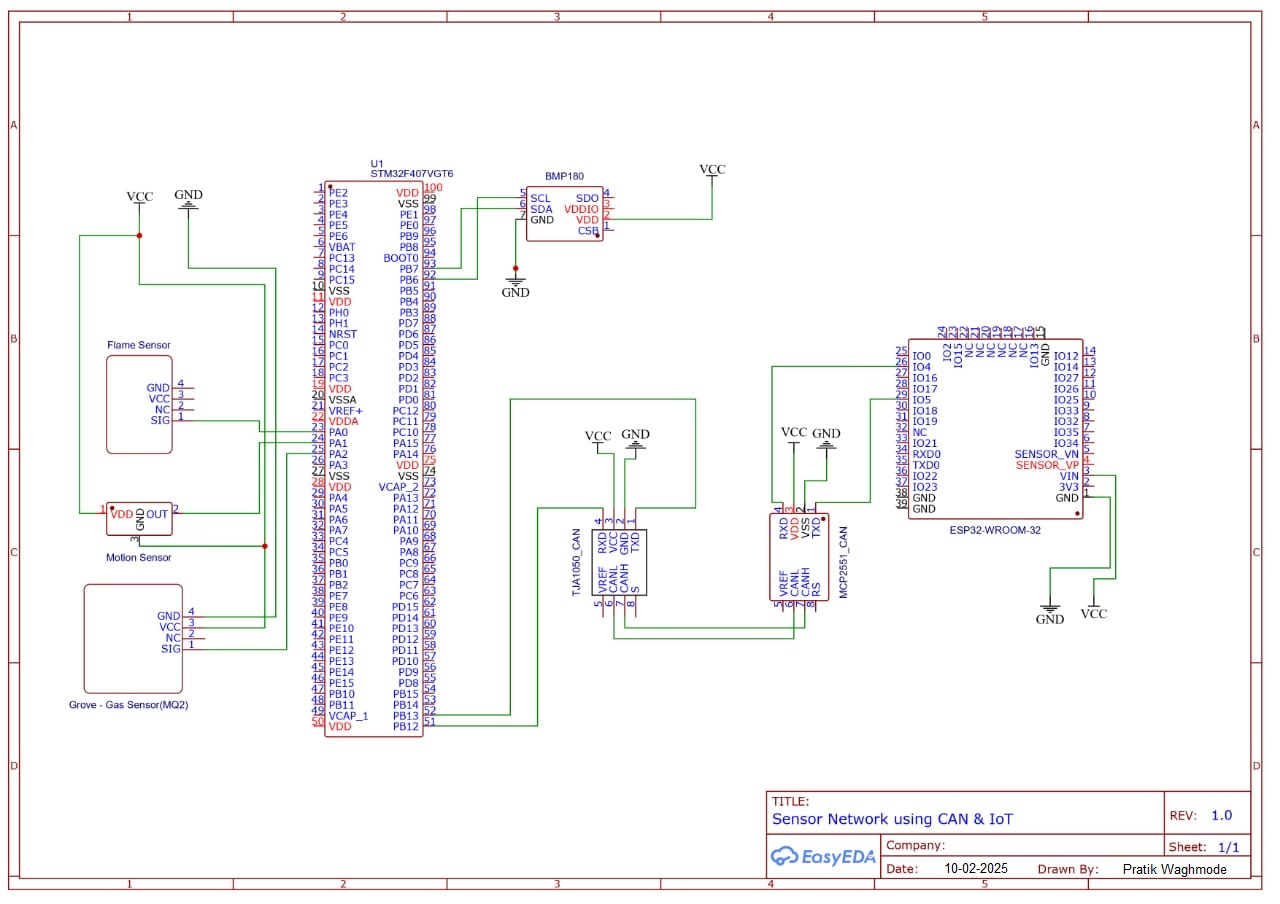 1 2 3 4 5
A A
B B
C C
D D
1 2 3 4 5
VCC
GND
Flame Sensor
GND 4
VCC 3
NC 2
SIG 1
1 VDD GND OUT 2
3
Motion Sensor
GND 4
VCC 3
NC 2
SIG 1
Grove - Gas Sensor(MQ2)
U1
STM32F407VGT6
1 PE2 VDD 100
2 PE3 VSS 99
3 PE4 PE1 98
4 PE5 PE0 97
5 PE6 PB9 96
6 VBAT PB8 95
7 PC13 BOOT0 94
8 PC14 PB7 93
9 PC15 PB6 92
10 VSS PB5 91
11 VDD PB4 90
12 PH0 PB3 89
13 PH1 PD7 88
14 NRST PD6 87
15 PC0 PD5 86
16 PC1 PD4 85
17 PC2 PD3 84
18 PC3 PD2 83
19 VDD PD1 82
20 VSSA PD0 81
21 VREF+ PC12 80
22 VDDA PC11 79
23 PA0 PC10 78
24 PA1 PA15 77
25 PA2 PA14 76
26 PA3 VDD 75
27 VSS VSS 74
28 VDD VCAP_2 73
29 PA4 PA13 72
30 PA5 PA12 71
31 PA6 PA11 70
32 PA7 PA10 69
33 PC4 PA9 68
34 PC5 PA8 67
35 PB0 PC9 66
36 PB1 PC8 65
37 PB2 PC7 64
38 PE7 PC6 63
39 PE8 PD15 62
40 PE9 PD14 61
41 PE10 PD13 60
42 PE11 PD12 59
43 PE12 PD11 58
44 PE13 PD10 57
45 PE14 PD9 56
46 PE15 PD8 55
47 PB10 PB15 54
48 PB11 PB14 53
49 VCAP_1 PB13 52
50 VDD PB12 51
BMP180
5 SCL SDO 4
6 SDA VDDIO 3
7 GND VDD 2
CSB 1
VCC
GND
VCC GND
4 3 2 1
RXD VCC GND TXD
TJA1050_CAN
VREF CANL CANH S
5 6 7 8
VCC GND
4 3 2 1
RXD VDD VSS TXD
MCP2551_CAN
VREF CANL CANH RS
5 6 7 8
24 23 22 21 20 19 18 17 16 15
IO2 IO15 NC NC NC NC NC NC IO13 GND
25 IO0 IO12 14
26 IO4 IO14 13
27 IO16 IO27 12
28 IO17 IO26 11
29 IO5 IO25 10
30 IO18 IO33 9
31 IO19 IO32 8
32 NC IO35 7
33 IO21 IO34 6
34 RXD0 SENSOR_VN 5
35 TXD0 SENSOR_VP 4
36 IO22 VIN 3
37 IO23 3V3 2
38 GND GND 1
39 GND
ESP32-WROOM-32
GND
VCC
TITLE:
Sensor Network using CAN & IoT
REV: 1.0
EasyEDA
Company:
Sheet: 1/1
Date: 10-02-2025 Drawn By: Pratik Waghmode